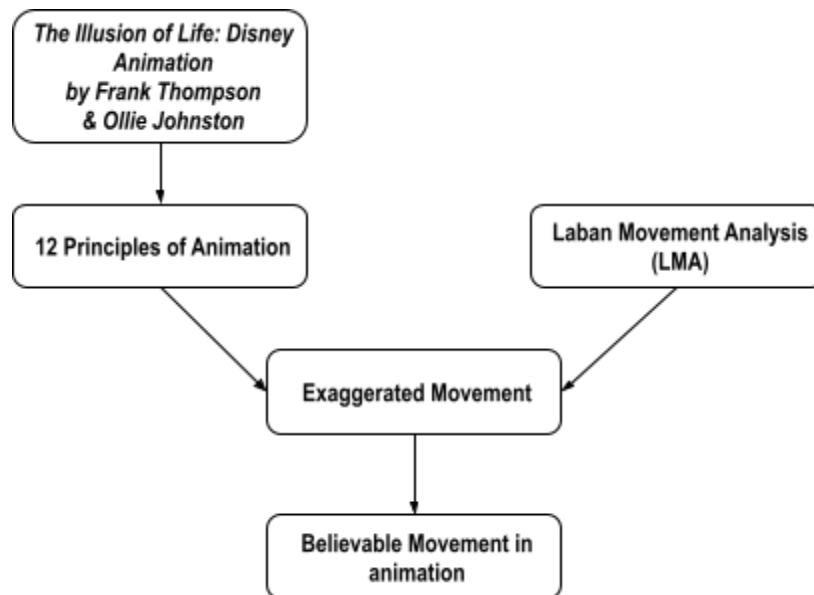 The Illusion of Life: Disney
Animation
by Frank Thompson
& Ollie Johnston
12 Principles of Animation
Laban Movement Analysis
(LMA)
Exaggerated Movement
Believable Movement in
animation